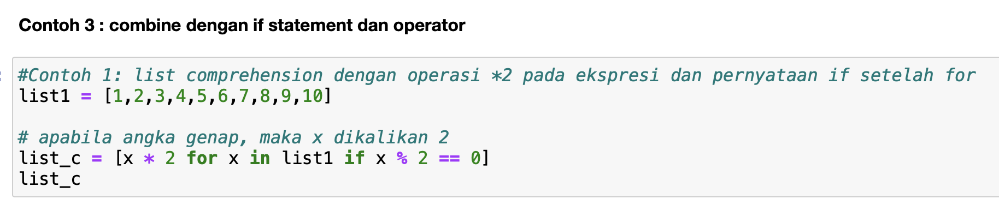 Contoh 3 : combine dengan if statement dan operator
#Contoh 1: list comprehension dengan operasi *2 pada ekspresi dan pernyataan if setelah for
list1 = [1,2,3,4,5,6,7,8,9,10]
# apabila angka genap, maka x dikalikan 2
list_c = [x * 2 for x in list1 if x % 2 == 0]
list_c